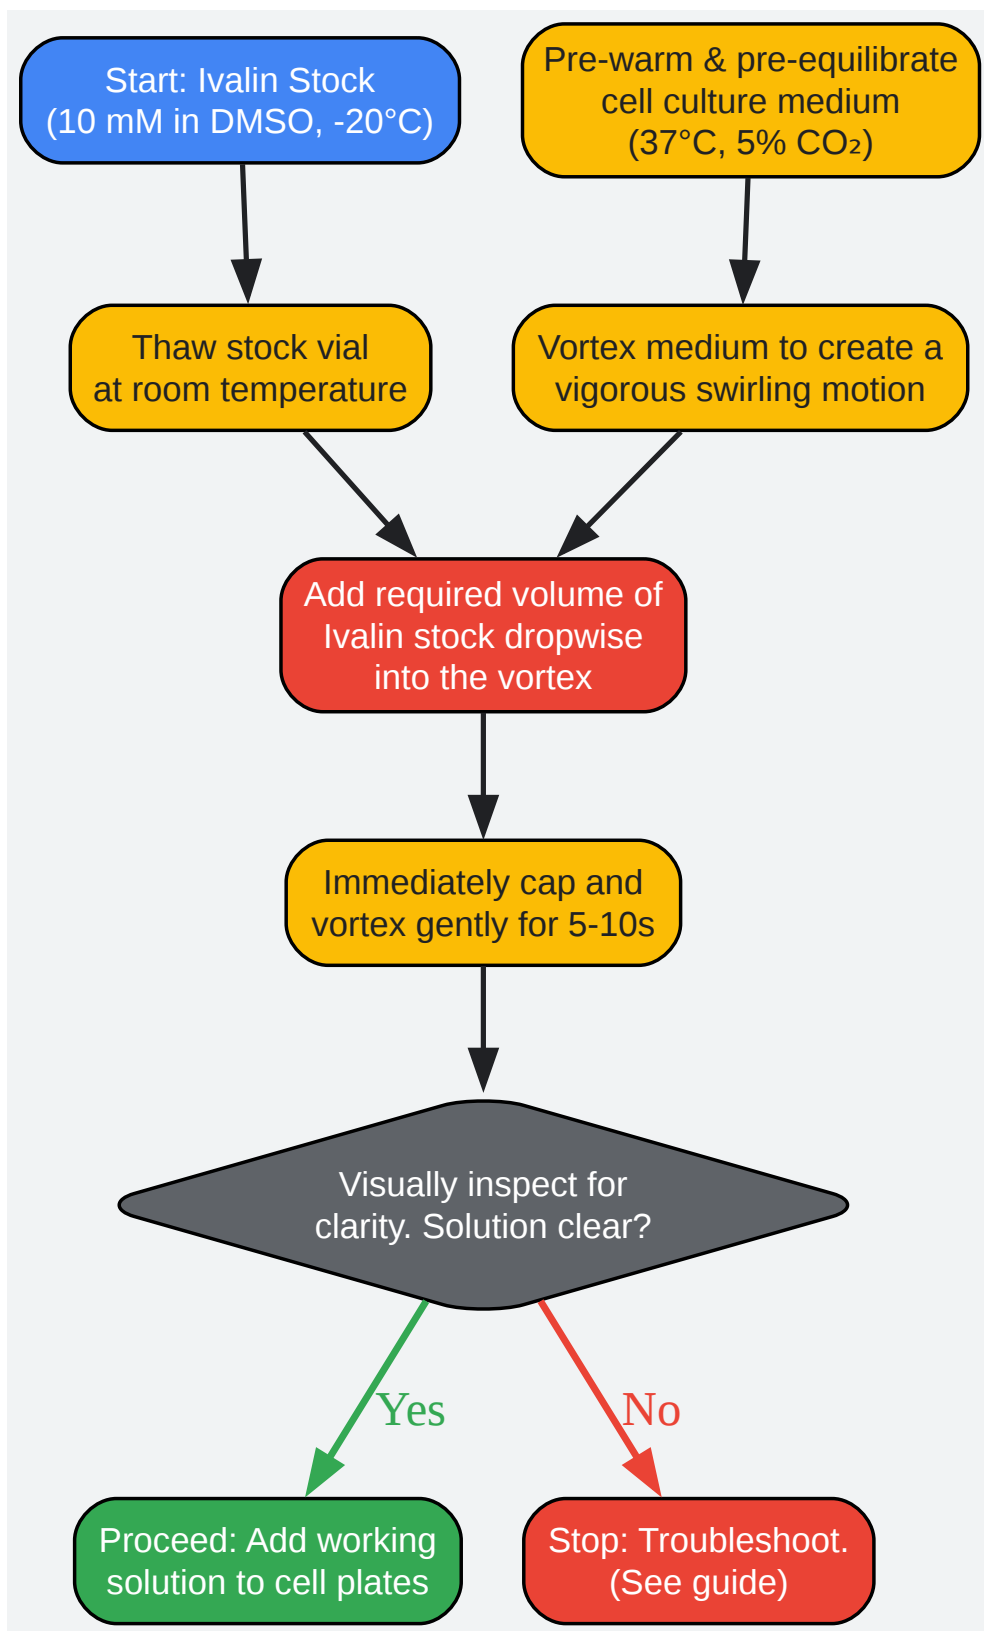 Start: Ivalin Stock
(10 mM in DMSO, -20°C)
Pre-warm & pre-equilibrate
cell culture medium
(37°C, 5% CO₂)
Thaw stock vial
at room temperature
Vortex medium to create a
vigorous swirling motion
Add required volume of
Ivalin stock dropwise
into the vortex
Immediately cap and
vortex gently for 5-10s
Visually inspect for
clarity. Solution clear?
Yes
No
Proceed: Add working
solution to cell plates
Stop: Troubleshoot.
(See guide)